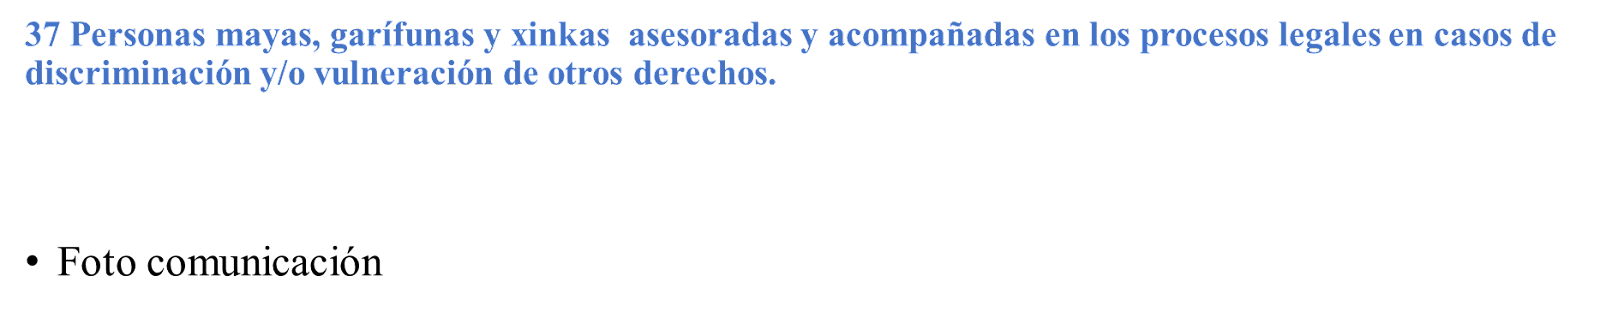 37 Personas mayas, garífunas y xinkas  asesoradas y acompañadas en los procesos legales en casos de
discriminación y/o vulneración de otros derechos.
• Foto comunicación